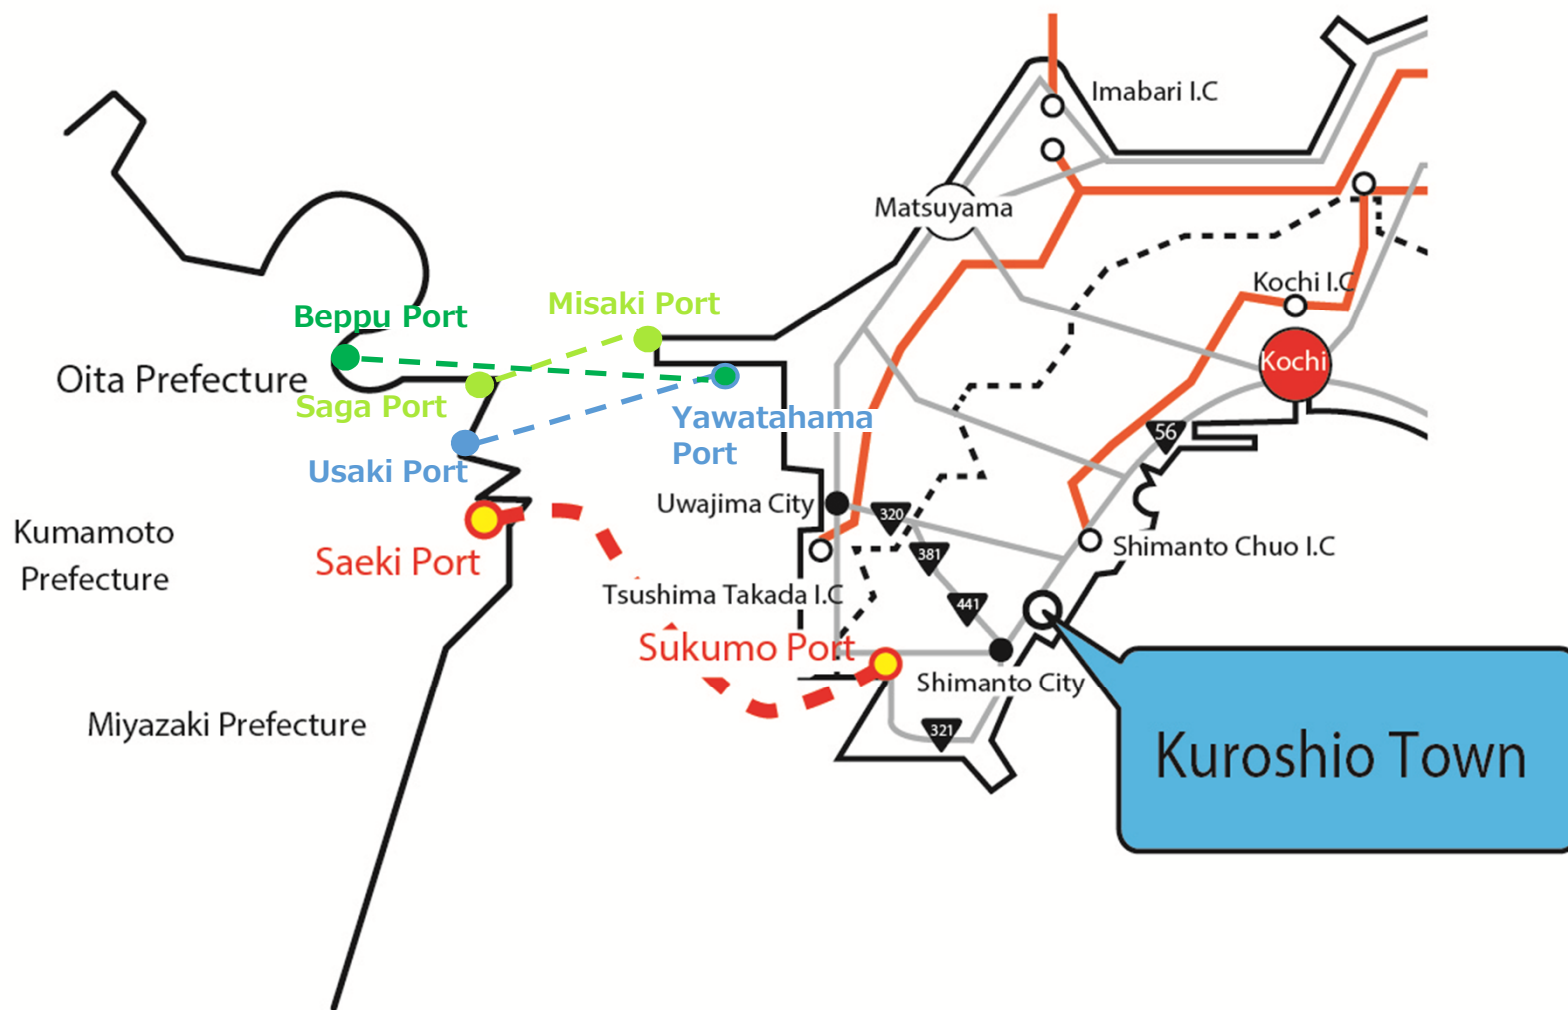 Imabari I.C
Matsuyama
Kochi I.C
Misaki Port
Beppu Port
Kochi
Oita Prefecture
Saga Port
Yawatahama
Port
56
Usaki Port
Uwajima City
320
Kumamoto
Prefecture
Saeki Port
381
Shimanto Chuo I.C
Tsushima Takada I.C
441
Sukumo Port
Shimanto City
Miyazaki Prefecture
321
Kuroshio Town